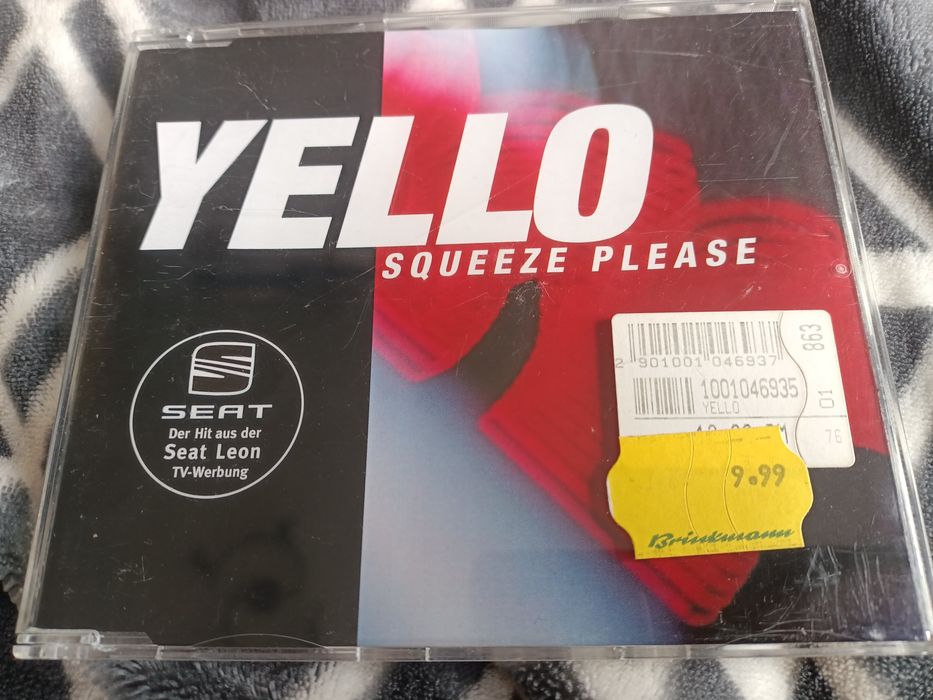 YELLO
SQUEEZE PLEASE
SEAT
Der Hit aus der
Seat Leon
TV-Werbung
2 901001 046937
863
1001046935
YELLO
01
76
9.99
Brinkmann